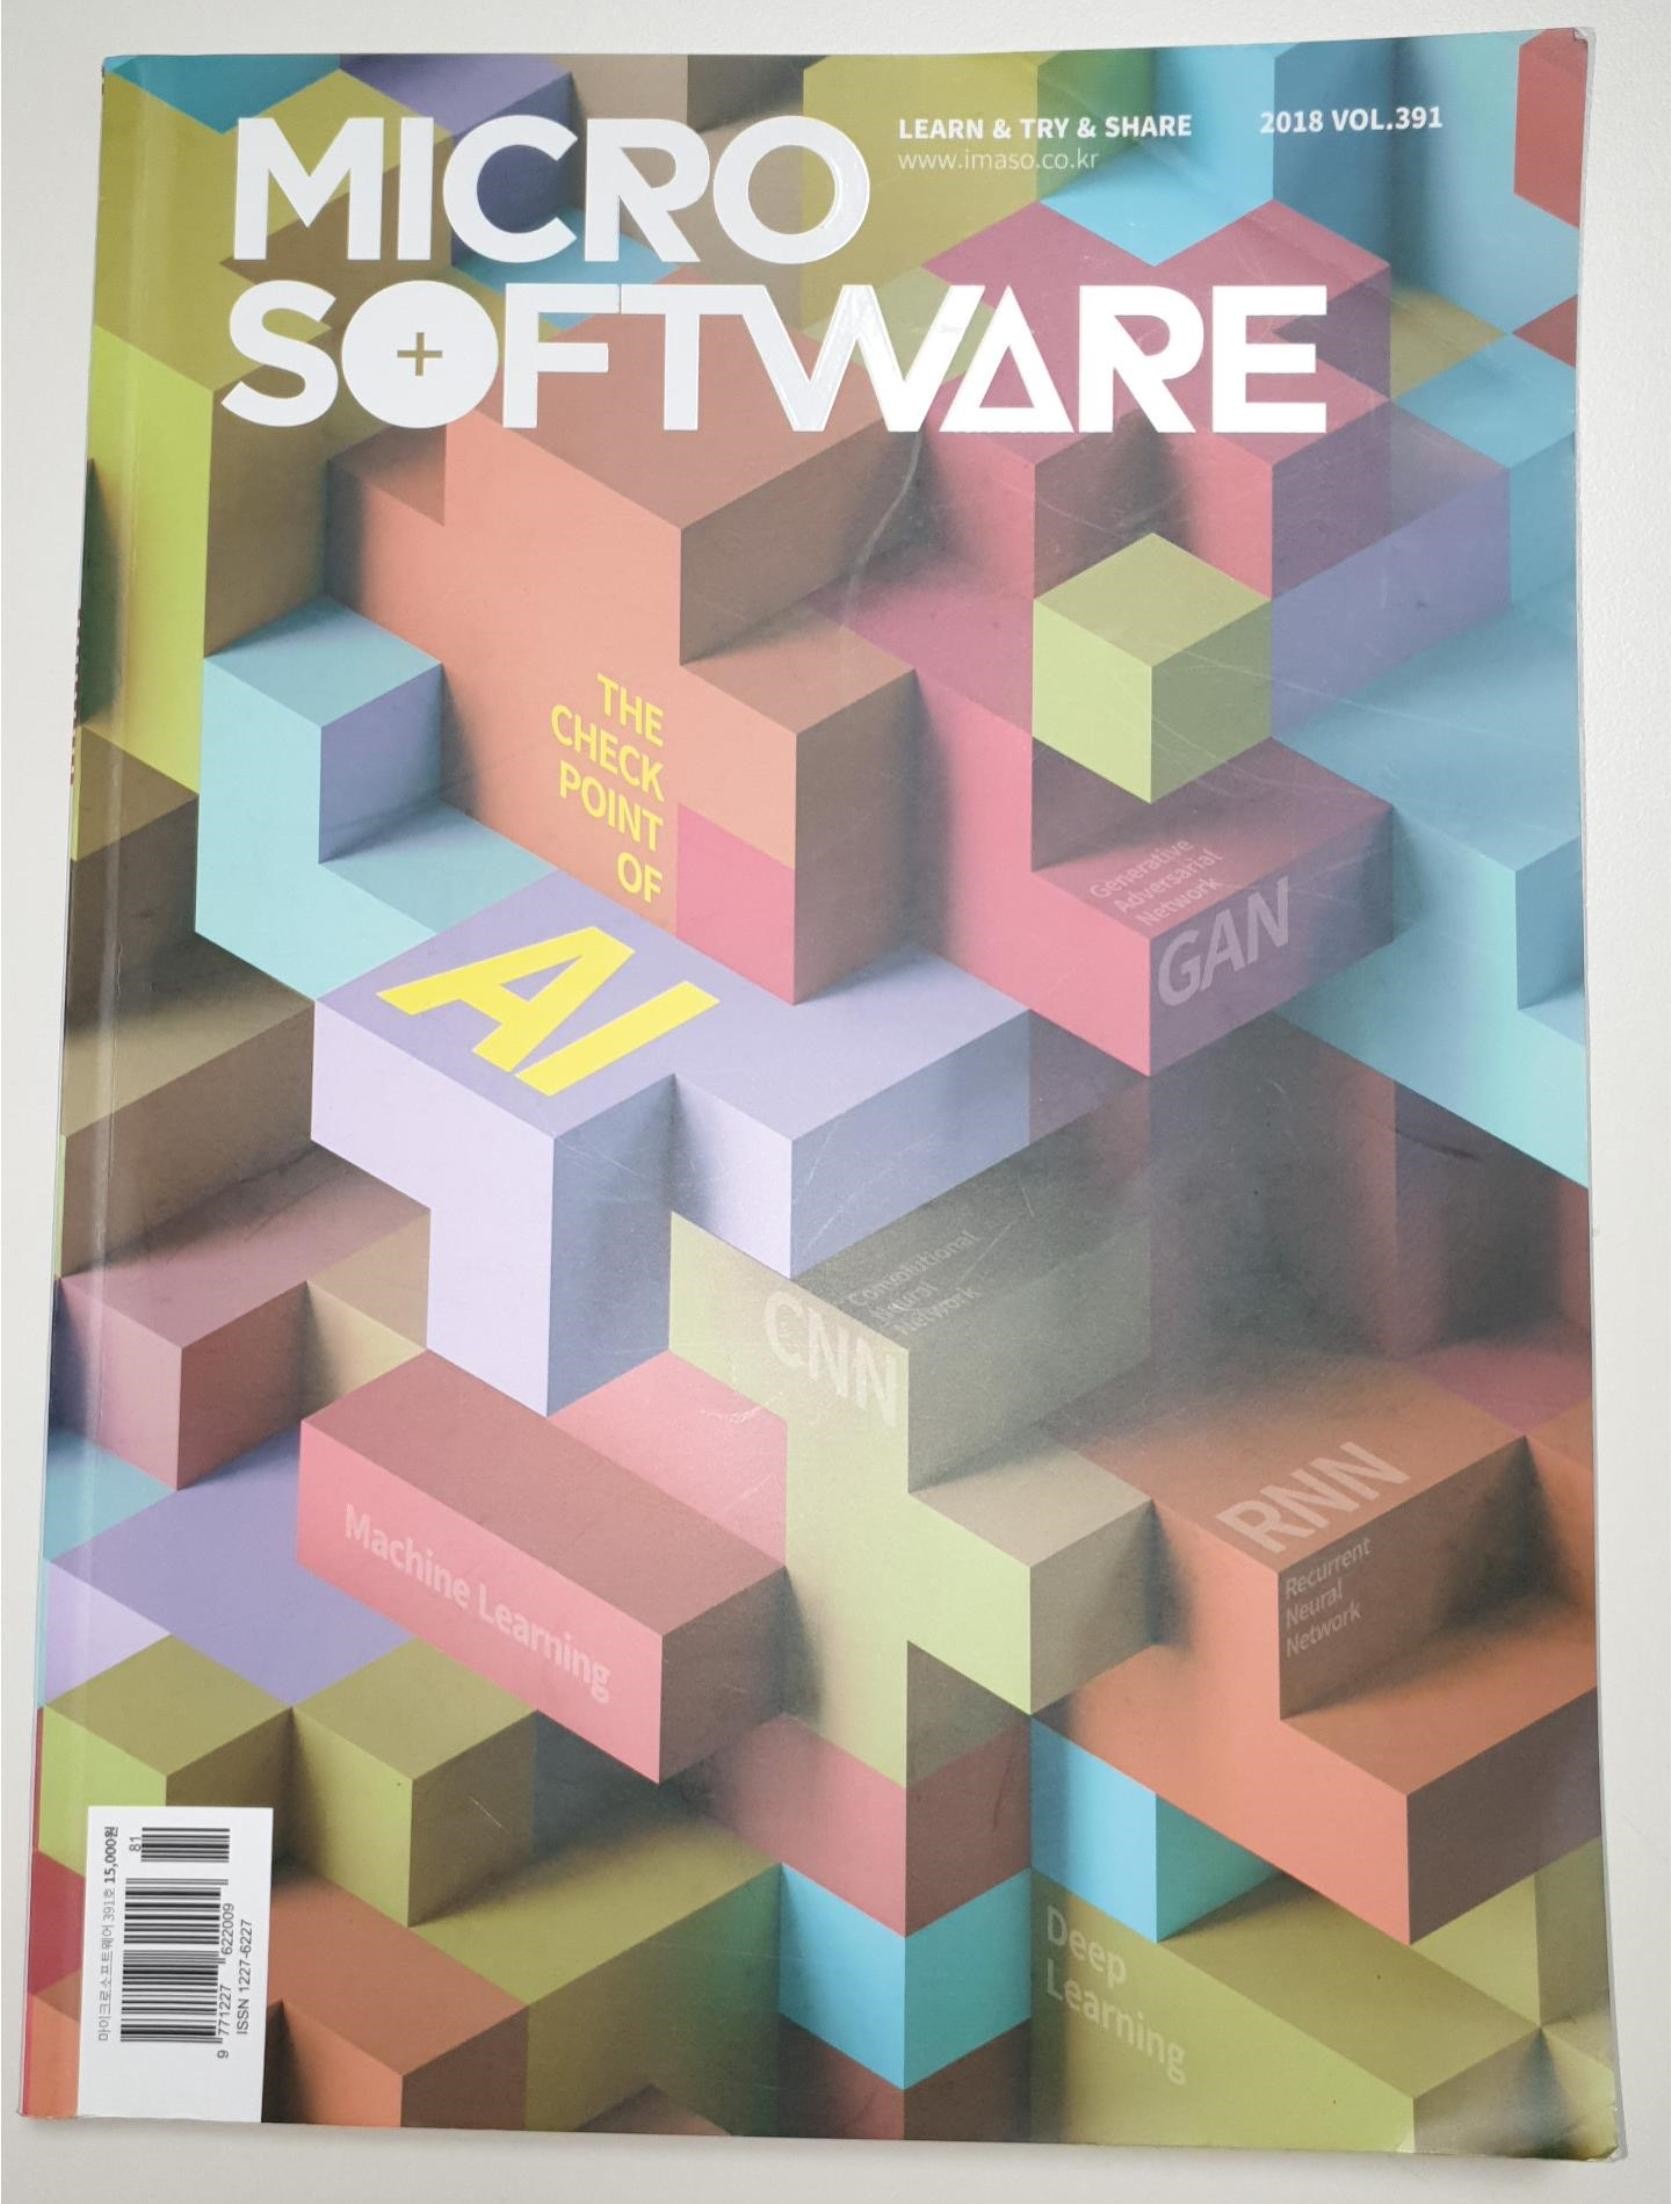 MICRO
SOFTWARE
+
LEARN & TRY & SHARE
www.imaso.co.kr
2018 VOL.391
THE
CHECK
POINT
OF
AI
Generative
Adversarial
Network
GAN
Convolutional
Neural
Network
CNN
RNN
Recurrent
Neural
Network
Machine Learning
Deep
Learning
마이크로소프트웨어 391호 15,000원
81
9 771227 622009
ISSN 1227-6227